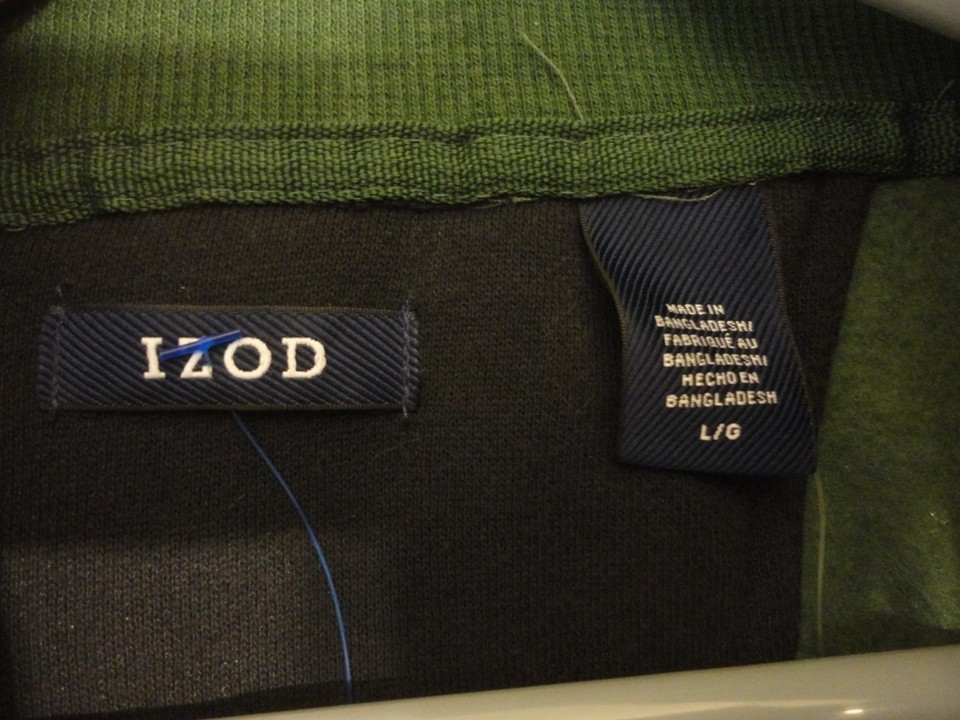 IZOD
MADE IN
BANGLADESH/
FABRIQUÉ AU
BANGLADESH/
HECHO EN
BANGLADESH
L/G